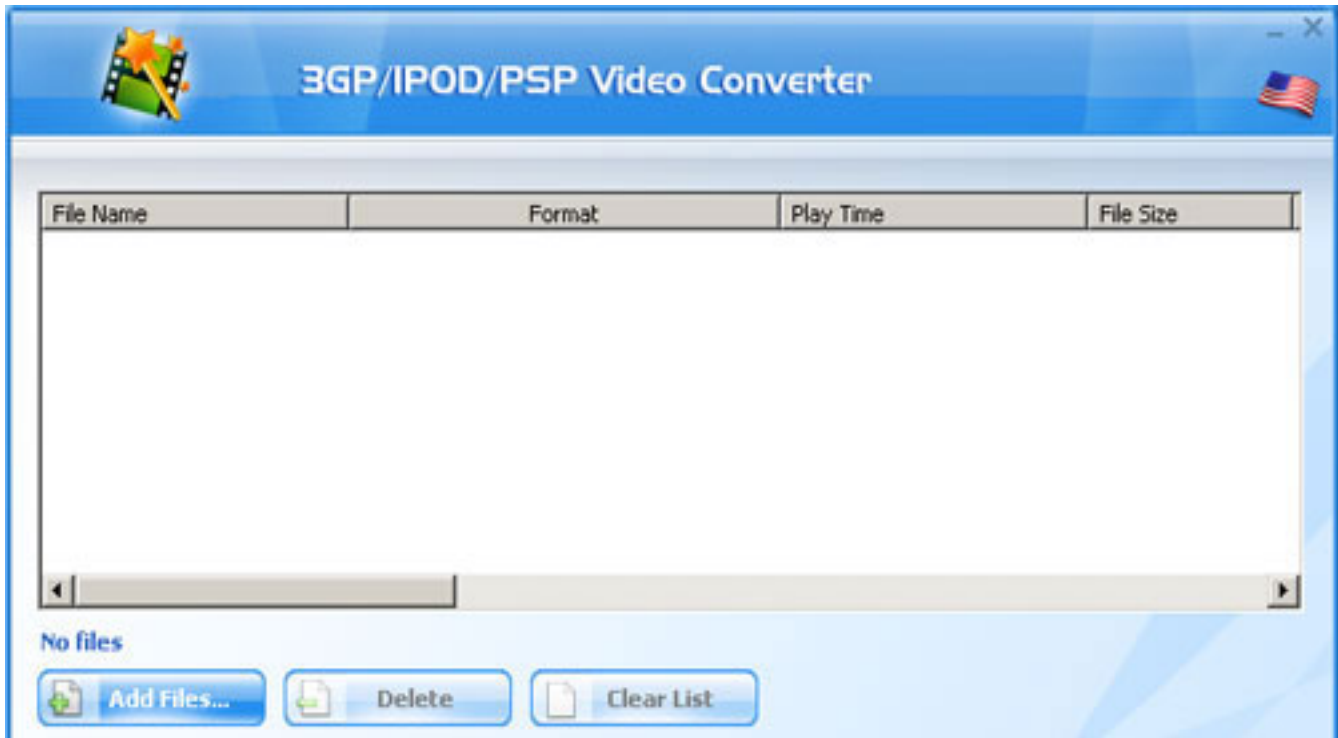 3GP/IPOD/PSP Video Converter
File Name Format Play Time File Size
No files
Add Files... Delete Clear List